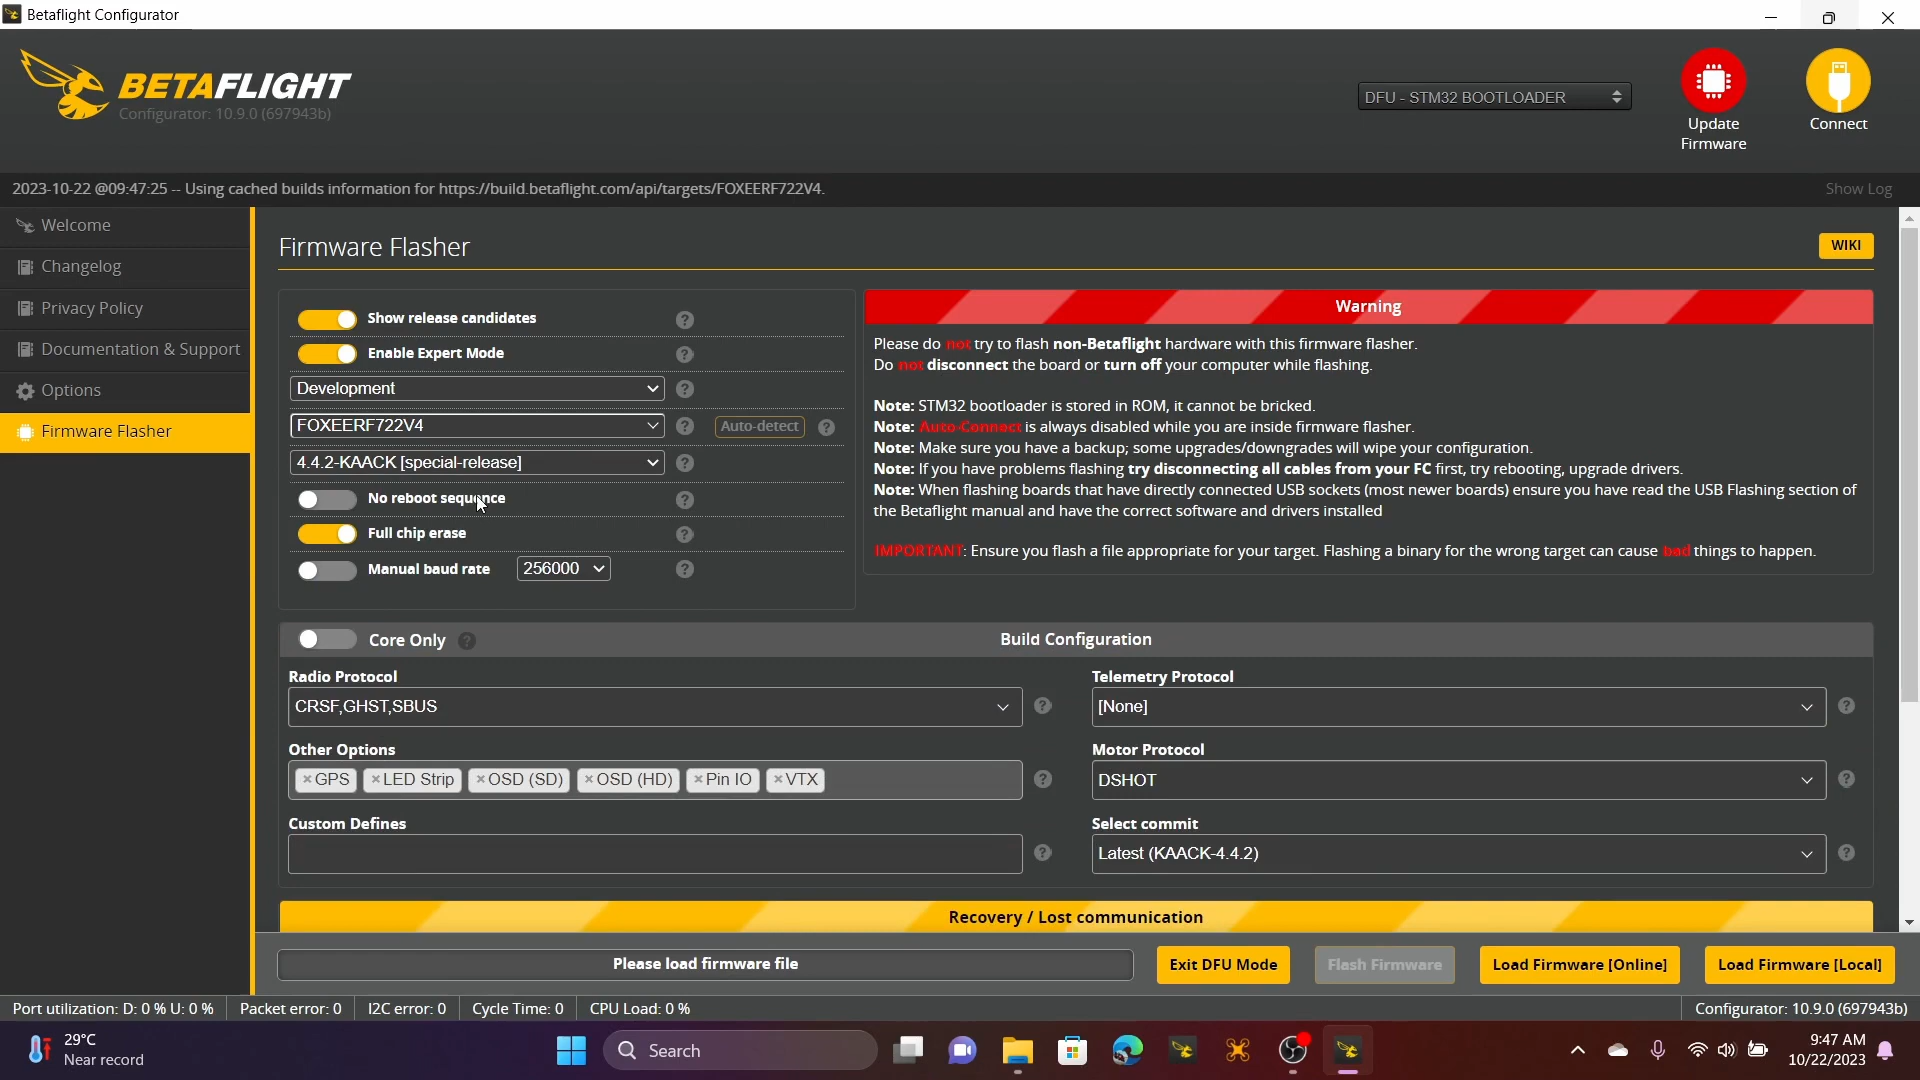 Betaflight Configurator
BETAFLIGHT
Configurator: 10.9.0 (697943b)
DFU - STM32 BOOTLOADER
Update
Firmware
Connect
2023-10-22 @09:47:25 -- Using cached builds information for https://build.betaflight.com/api/targets/FOXEERF722V4.
Show Log
Welcome
Changelog
Privacy Policy
Documentation & Support
Options
Firmware Flasher
Firmware Flasher
WIKI
Show release candidates
Enable Expert Mode
Development
FOXEERF722V4
Auto-detect
4.4.2-KAACK [special-release]
No reboot sequence
Full chip erase
Manual baud rate
256000
Warning
Please do not try to flash non-Betaflight hardware with this firmware flasher.
Do not disconnect the board or turn off your computer while flashing.
Note: STM32 bootloader is stored in ROM, it cannot be bricked.
Note: Auto-Connect is always disabled while you are inside firmware flasher.
Note: Make sure you have a backup; some upgrades/downgrades will wipe your configuration.
Note: If you have problems flashing try disconnecting all cables from your FC first, try rebooting, upgrade drivers.
Note: When flashing boards that have directly connected USB sockets (most newer boards) ensure you have read the USB Flashing section of
the Betaflight manual and have the correct software and drivers installed
IMPORTANT: Ensure you flash a file appropriate for your target. Flashing a binary for the wrong target can cause bad things to happen.
Core Only
Build Configuration
Radio Protocol
CRSF,GHST,SBUS
Telemetry Protocol
[None]
Other Options
×GPS ×LED Strip ×OSD (SD) ×OSD (HD) ×Pin IO ×VTX
Motor Protocol
DSHOT
Custom Defines
Select commit
Latest (KAACK-4.4.2)
Recovery / Lost communication
Please load firmware file
Exit DFU Mode
Flash Firmware
Load Firmware [Online]
Load Firmware [Local]
Port utilization: D: 0 % U: 0 %
Packet error: 0
I2C error: 0
Cycle Time: 0
CPU Load: 0 %
Configurator: 10.9.0 (697943b)
29°C
Near record
Search
9:47 AM
10/22/2023